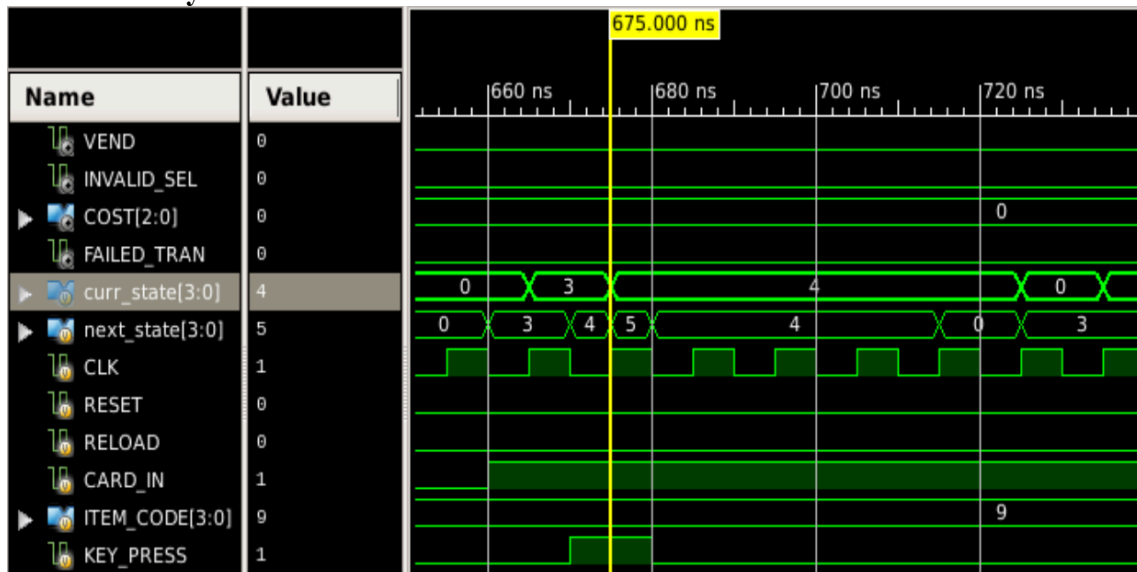 675.000 ns
Name Value 660 ns 680 ns 700 ns 720 ns
VEND 0
INVALID_SEL 0
COST[2:0] 0 0
FAILED_TRAN 0
curr_state[3:0] 4 0 3 4 0
next_state[3:0] 5 0 3 4 5 4 0 3
CLK 1
RESET 0
RELOAD 0
CARD_IN 1
ITEM_CODE[3:0] 9 9
KEY_PRESS 1